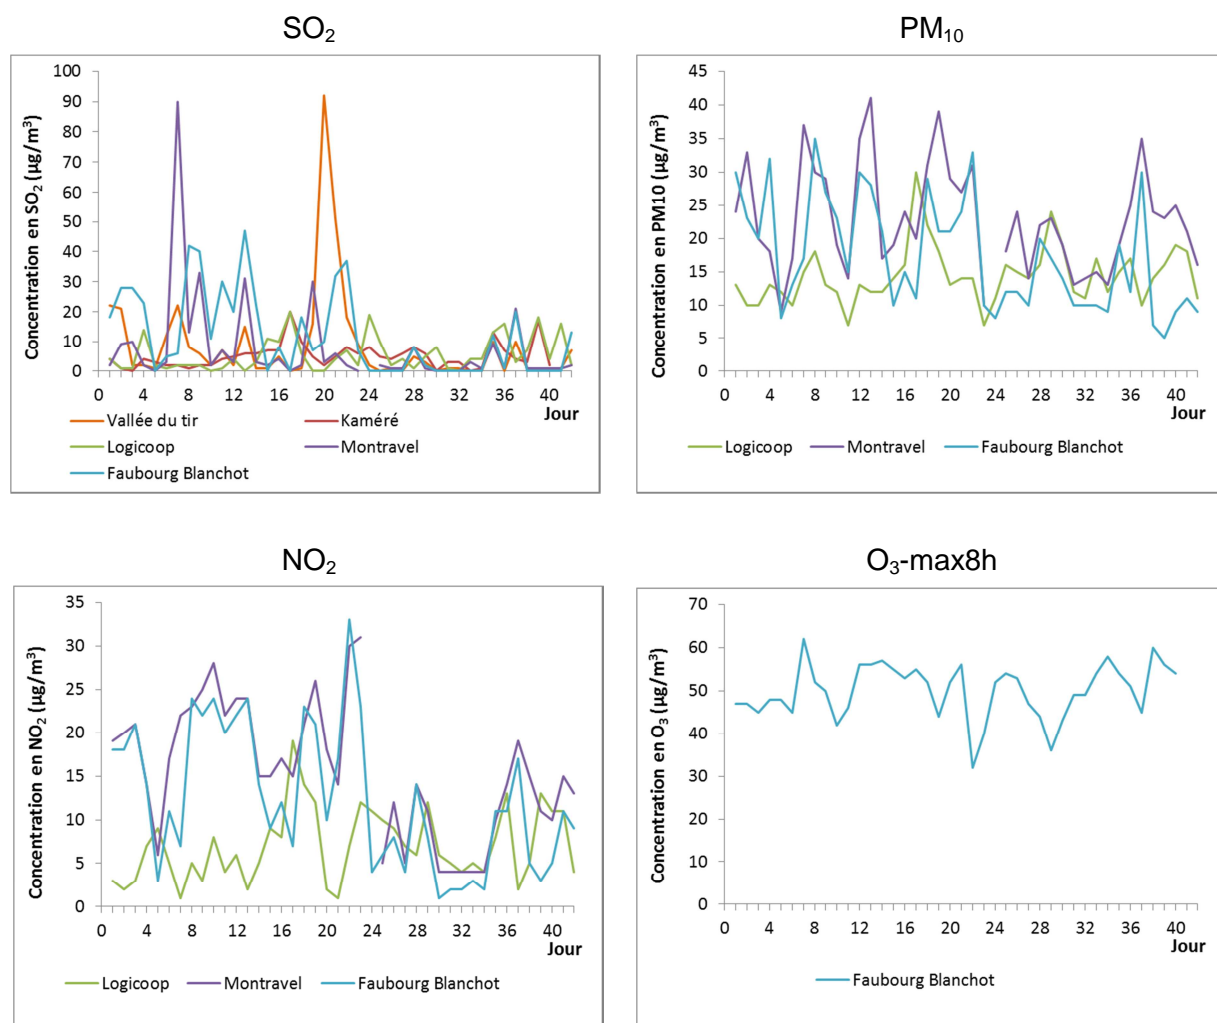 SO₂
Concentration en SO₂ (µg/m³)
100
90
80
70
60
50
40
30
20
10
0
0 4 8 12 16 20 24 28 32 36 40
Jour
Vallée du tir Kaméré
Logicoop Montravel
Faubourg Blanchot
PM₁₀
Concentration en PM10 (µg/m³)
45
40
35
30
25
20
15
10
5
0
0 4 8 12 16 20 24 28 32 36 40
Jour
Logicoop Montravel Faubourg Blanchot
NO₂
Concentration en NO₂ (µg/m³)
35
30
25
20
15
10
5
0
0 4 8 12 16 20 24 28 32 36 40
Jour
Logicoop Montravel Faubourg Blanchot
O₃-max8h
Concentration en O₃ (µg/m³)
70
60
50
40
30
20
10
0
0 4 8 12 16 20 24 28 32 36 40
Jour
Faubourg Blanchot